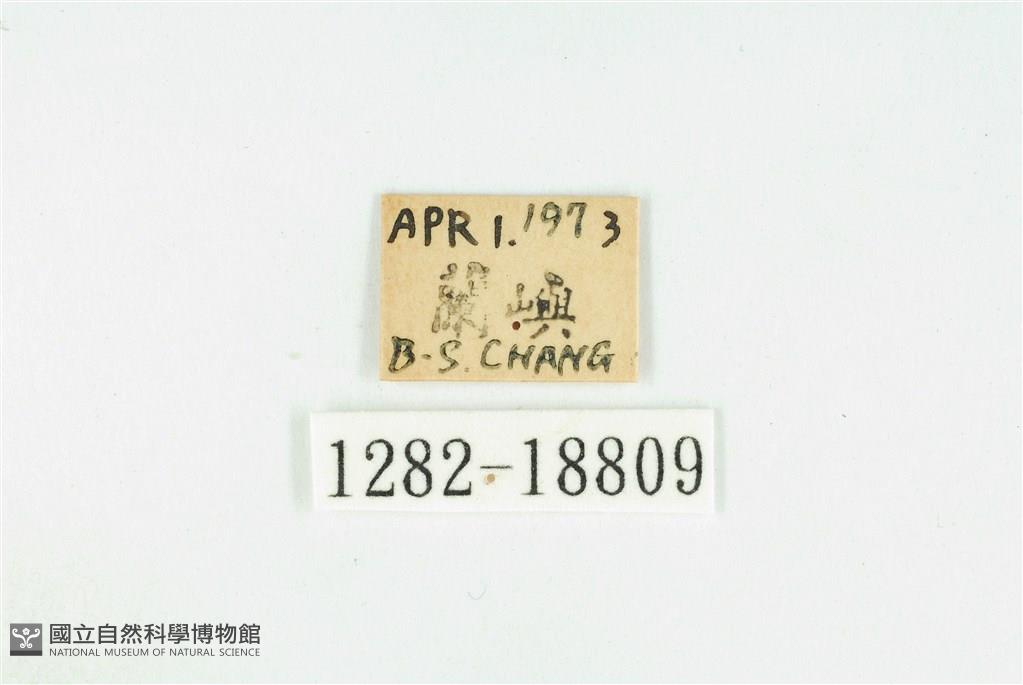 APR 1. 1973
蘭嶼
B-S. CHANG
1282-18809
國立自然科學博物館
NATIONAL MUSEUM OF NATURAL SCIENCE